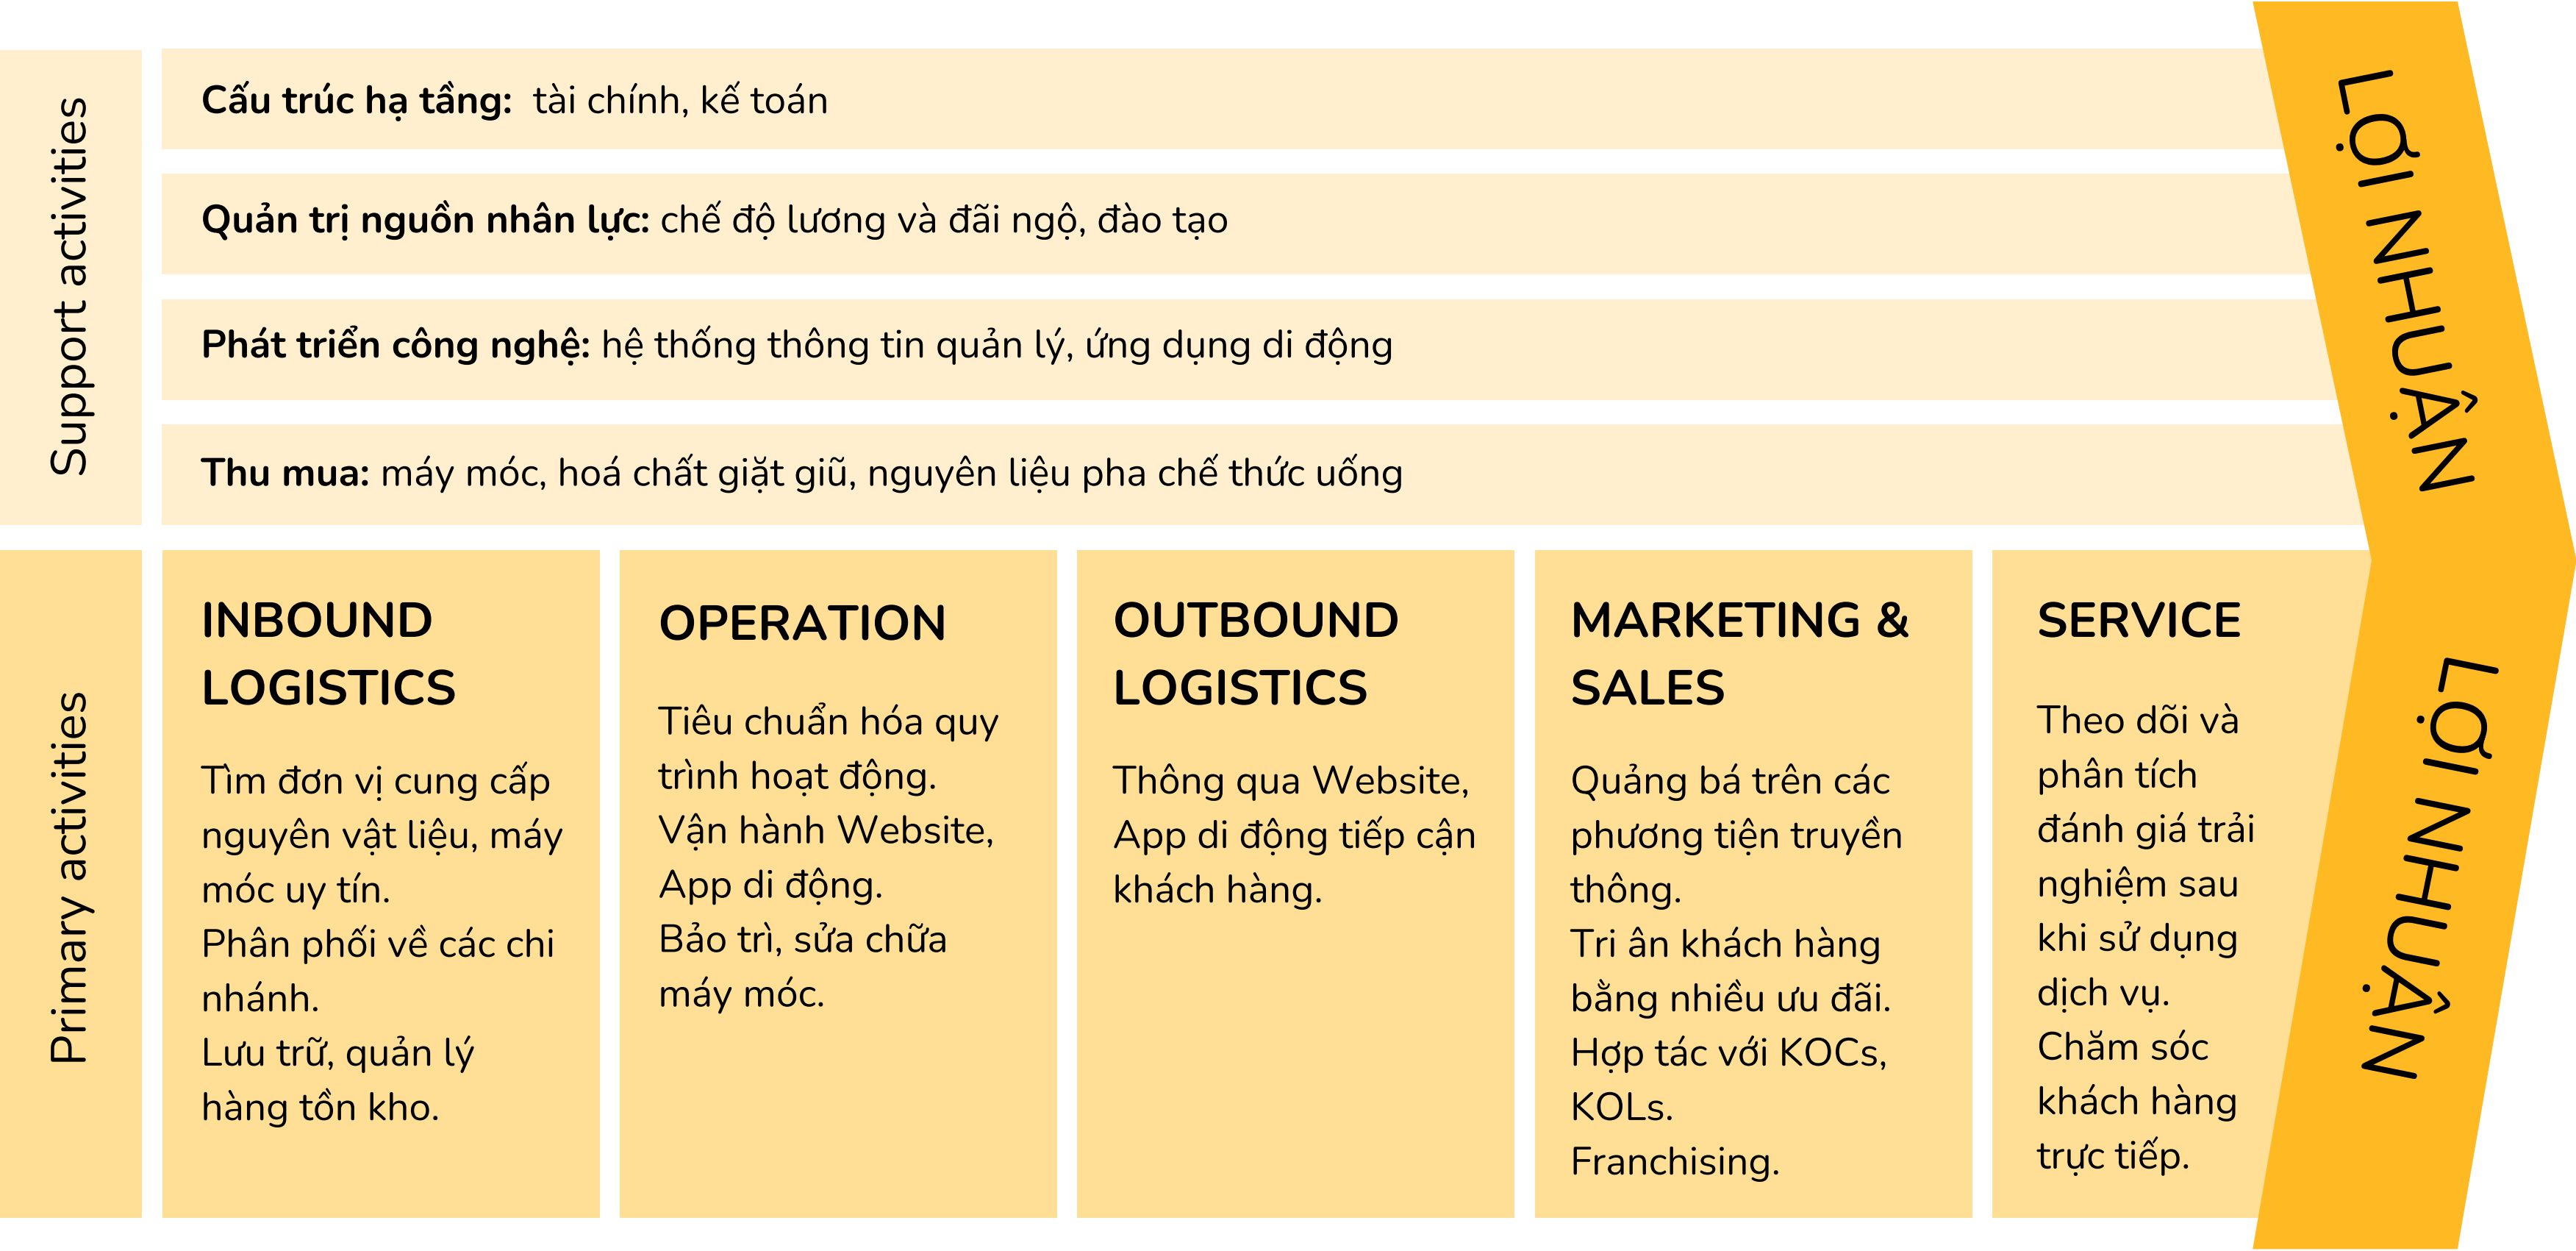 Support activities
Cấu trúc hạ tầng: tài chính, kế toán
Quản trị nguồn nhân lực: chế độ lương và đãi ngộ, đào tạo
Phát triển công nghệ: hệ thống thông tin quản lý, ứng dụng di động
Thu mua: máy móc, hoá chất giặt giũ, nguyên liệu pha chế thức uống
LỢI NHUẬN
Primary activities
INBOUND
LOGISTICS
Tìm đơn vị cung cấp
nguyên vật liệu, máy
móc uy tín.
Phân phối về các chi
nhánh.
Lưu trữ, quản lý
hàng tồn kho.
OPERATION
Tiêu chuẩn hóa quy
trình hoạt động.
Vận hành Website,
App di động.
Bảo trì, sửa chữa
máy móc.
OUTBOUND
LOGISTICS
Thông qua Website,
App di động tiếp cận
khách hàng.
MARKETING &
SALES
Quảng bá trên các
phương tiện truyền
thông.
Tri ân khách hàng
bằng nhiều ưu đãi.
Hợp tác với KOCs,
KOLs.
Franchising.
SERVICE
Theo dõi và
phân tích
đánh giá trải
nghiệm sau
khi sử dụng
dịch vụ.
Chăm sóc
khách hàng
trực tiếp.
LỢI NHUẬN